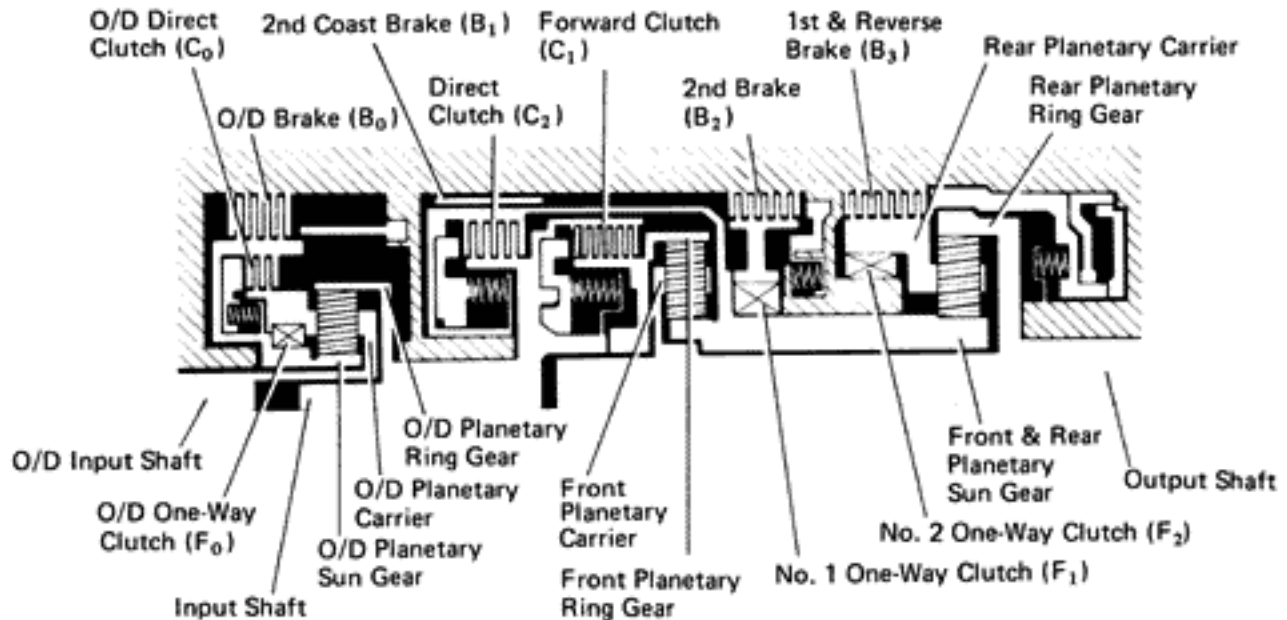 O/D Direct
Clutch (C₀)
2nd Coast Brake (B₁)
Forward Clutch
(C₁)
1st & Reverse
Brake (B₃)
Rear Planetary Carrier
Direct
Clutch (C₂)
2nd Brake
(B₂)
Rear Planetary
Ring Gear
O/D Brake (B₀)
O/D Input Shaft
O/D One-Way
Clutch (F₀)
Input Shaft
O/D Planetary
Ring Gear
O/D Planetary
Carrier
O/D Planetary
Sun Gear
Front
Planetary
Carrier
Front Planetary
Ring Gear
Front & Rear
Planetary
Sun Gear
Output Shaft
No. 2 One-Way Clutch (F₂)
No. 1 One-Way Clutch (F₁)